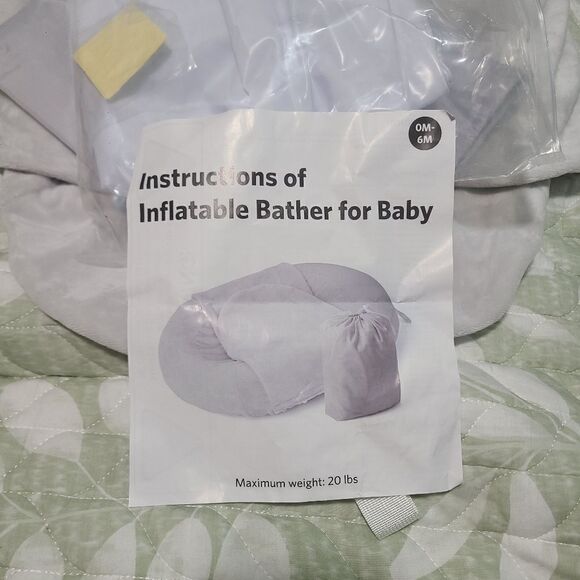 0M-
6M
Instructions of
Inflatable Bather for Baby
Maximum weight: 20 lbs